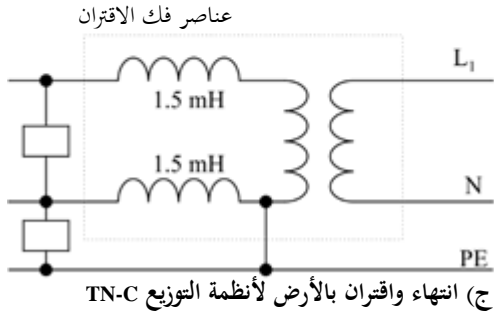 عناصر فك الاقتران
1.5 mH
L1
1.5 mH
N
PE
ج) انتهاء واقتران بالأرض لأنظمة التوزيع TN-C